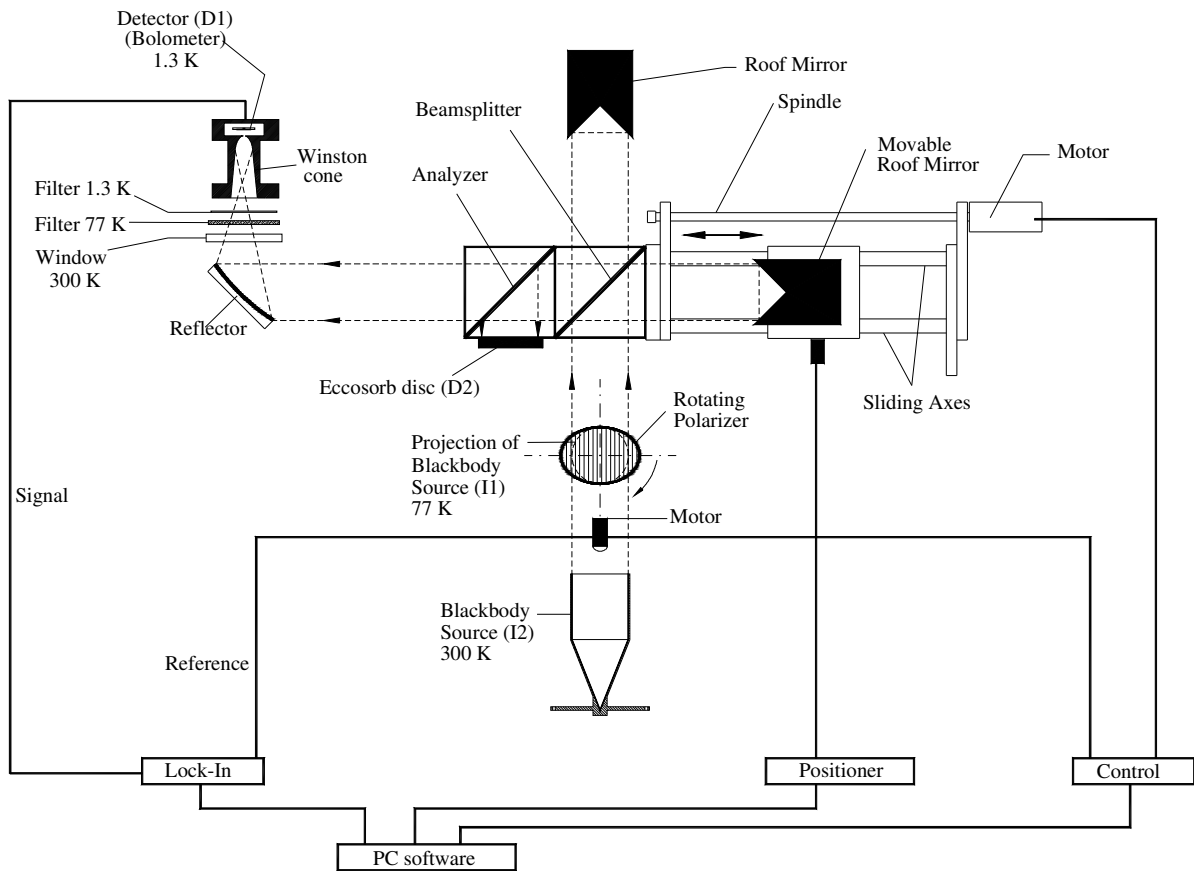 Detector (D1)
(Bolometer)
1.3 K
Roof Mirror
Spindle
Beamsplitter
Movable
Roof Mirror
Motor
Winston
cone
Analyzer
Filter 1.3 K
Filter 77 K
Window
300 K
Reflector
Eccosorb disc (D2)
Sliding Axes
Rotating
Polarizer
Projection of
Blackbody
Source (I1)
77 K
Signal
Motor
Blackbody
Source (I2)
300 K
Reference
Lock-In
Positioner
Control
PC software